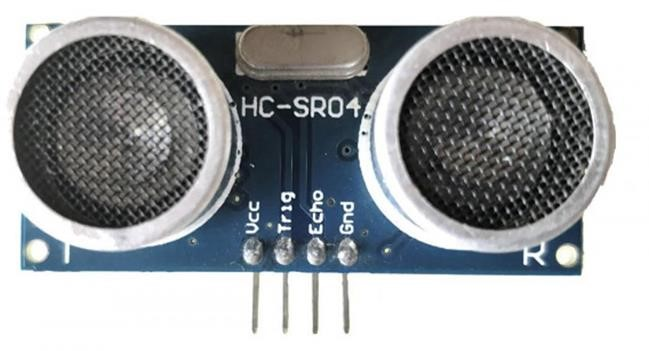 HC-SR04
Vcc
Trig
Echo
Gnd
T
R